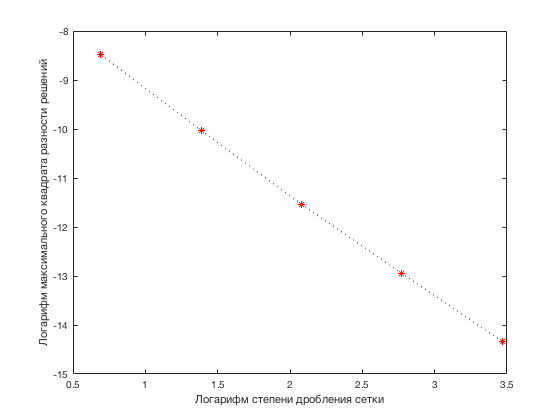 -8
-9
-10
-11
-12
-13
-14
-15
0.5 1 1.5 2 2.5 3 3.5
Логарифм степени дробления сетки
Логарифм максимального квадрата разности решений